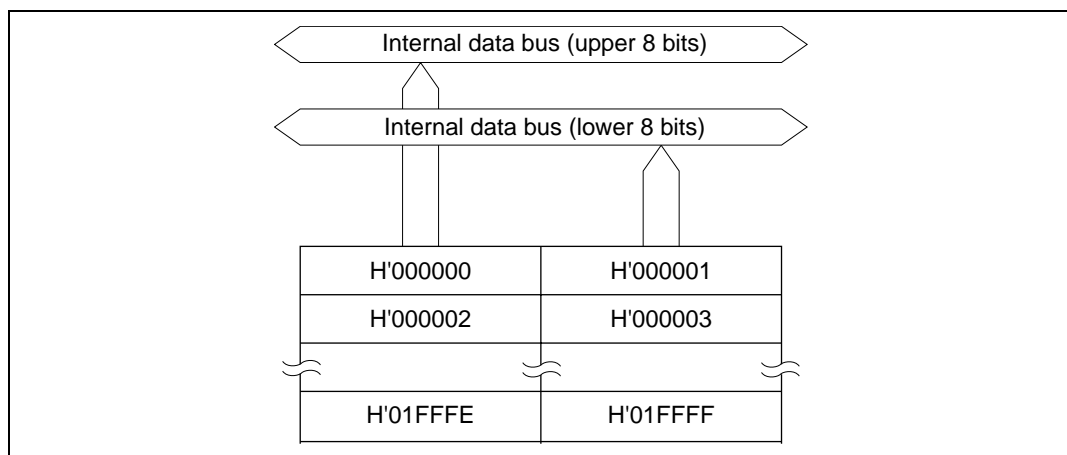 Internal data bus (upper 8 bits)
Internal data bus (lower 8 bits)
H'000000 H'000001
H'000002 H'000003
H'01FFFE H'01FFFF